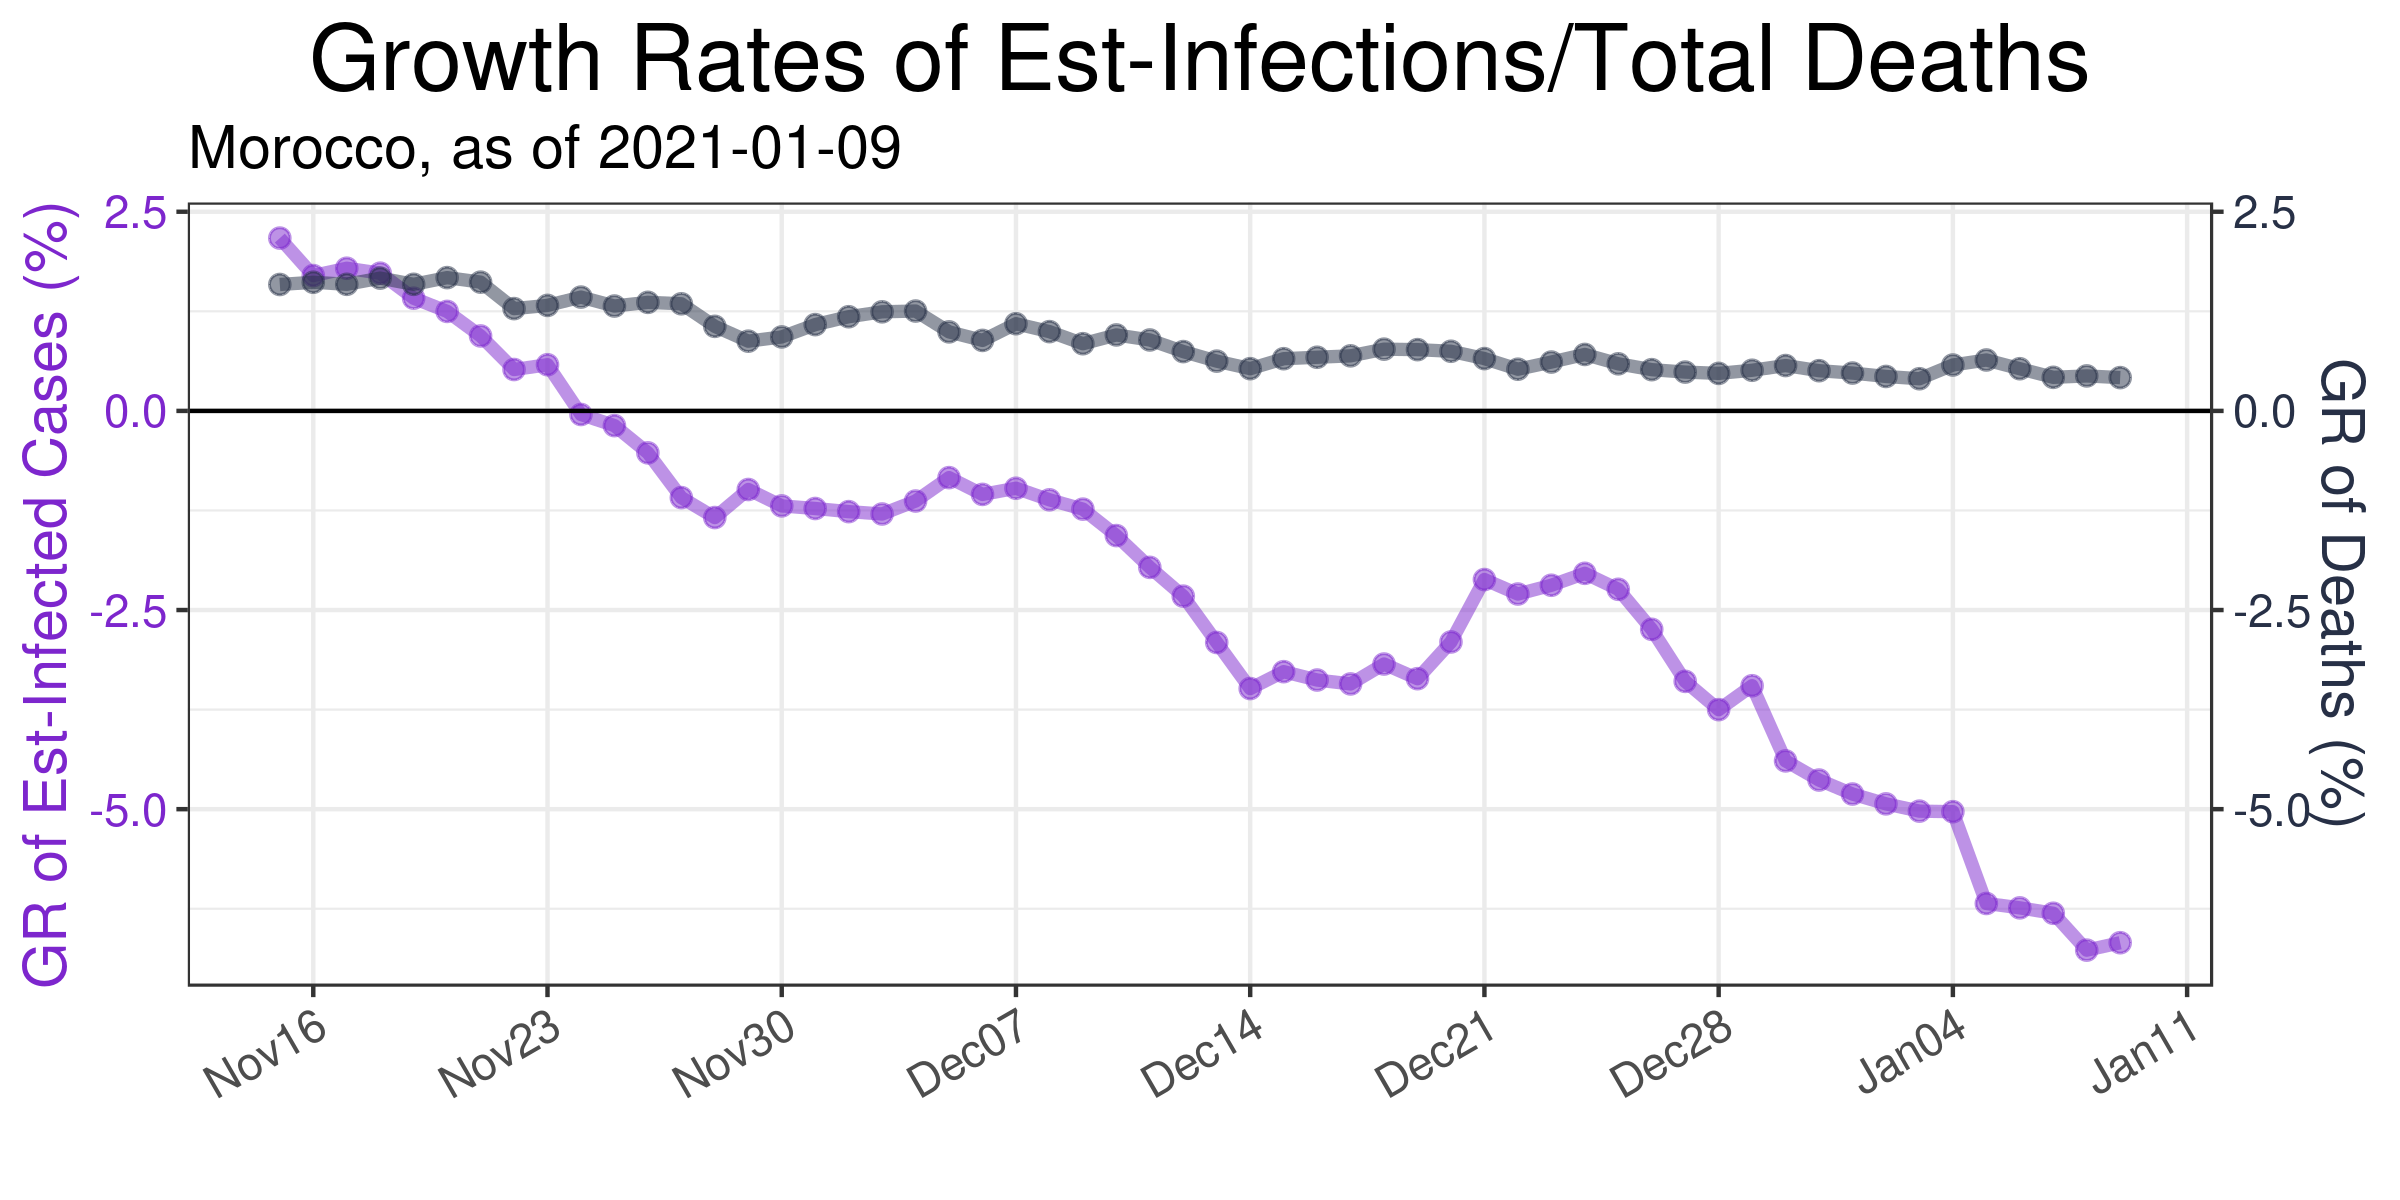 Growth Rates of Est-Infections/Total Deaths
Morocco, as of 2021-01-09
GR of Est-Infected Cases (%)
2.5
0.0
-2.5
-5.0
2.5
0.0
-2.5
-5.0
GR of Deaths (%)
Nov16
Nov23
Nov30
Dec07
Dec14
Dec21
Dec28
Jan04
Jan11